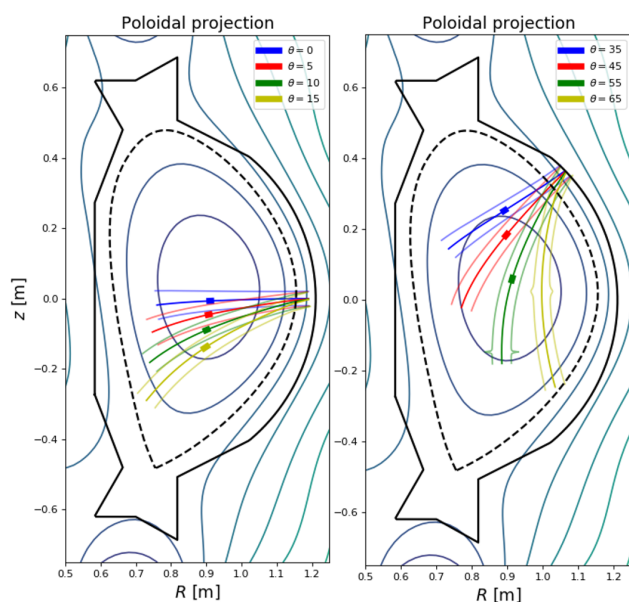 Poloidal projection
Poloidal projection
θ = 0
θ = 5
θ = 10
θ = 15
θ = 35
θ = 45
θ = 55
θ = 65
z [m]
0.6
0.4
0.2
0.0
−0.2
−0.4
−0.6
0.6
0.4
0.2
0.0
−0.2
−0.4
−0.6
0.5 0.6 0.7 0.8 0.9 1.0 1.1 1.2
0.5 0.6 0.7 0.8 0.9 1.0 1.1 1.2
R [m]
R [m]